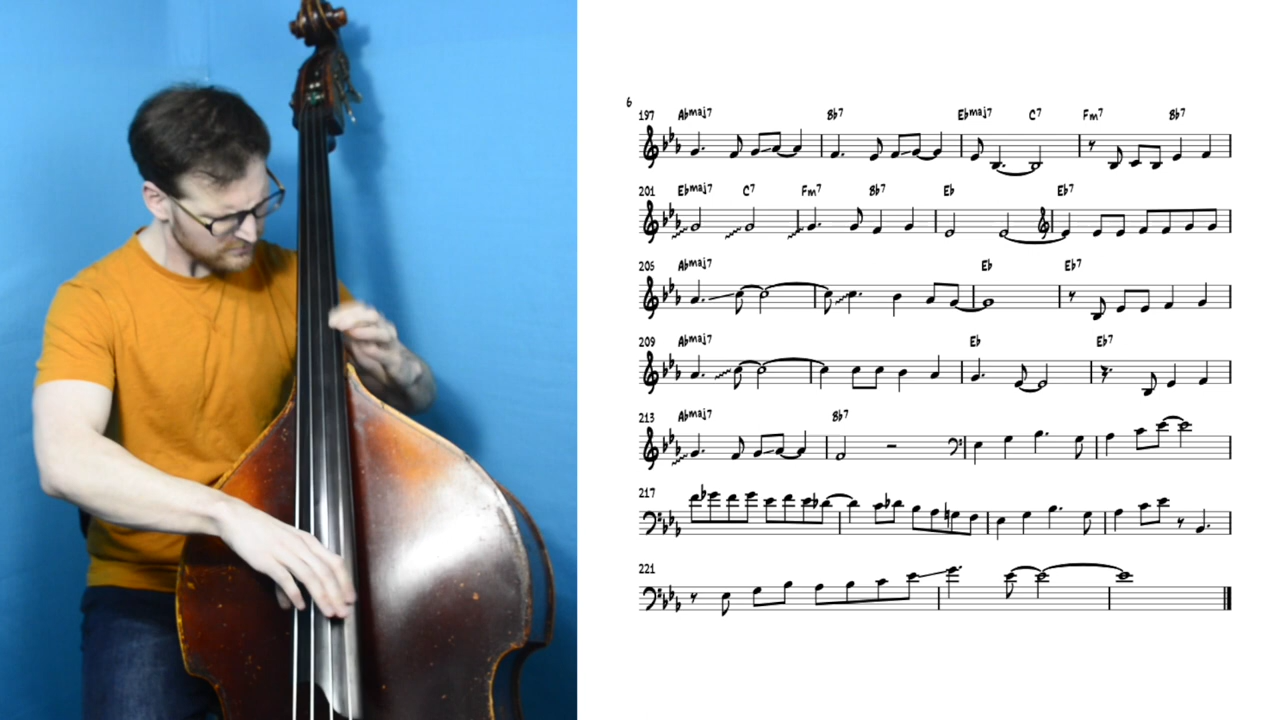 6
197 Abmaj7 Bb7 Ebmaj7 C7 Fm7 Bb7
201 Ebmaj7 C7 Fm7 Bb7 Eb Eb7
205 Abmaj7 Eb Eb7
209 Abmaj7 Eb Eb7
213 Abmaj7 Bb7
217
221